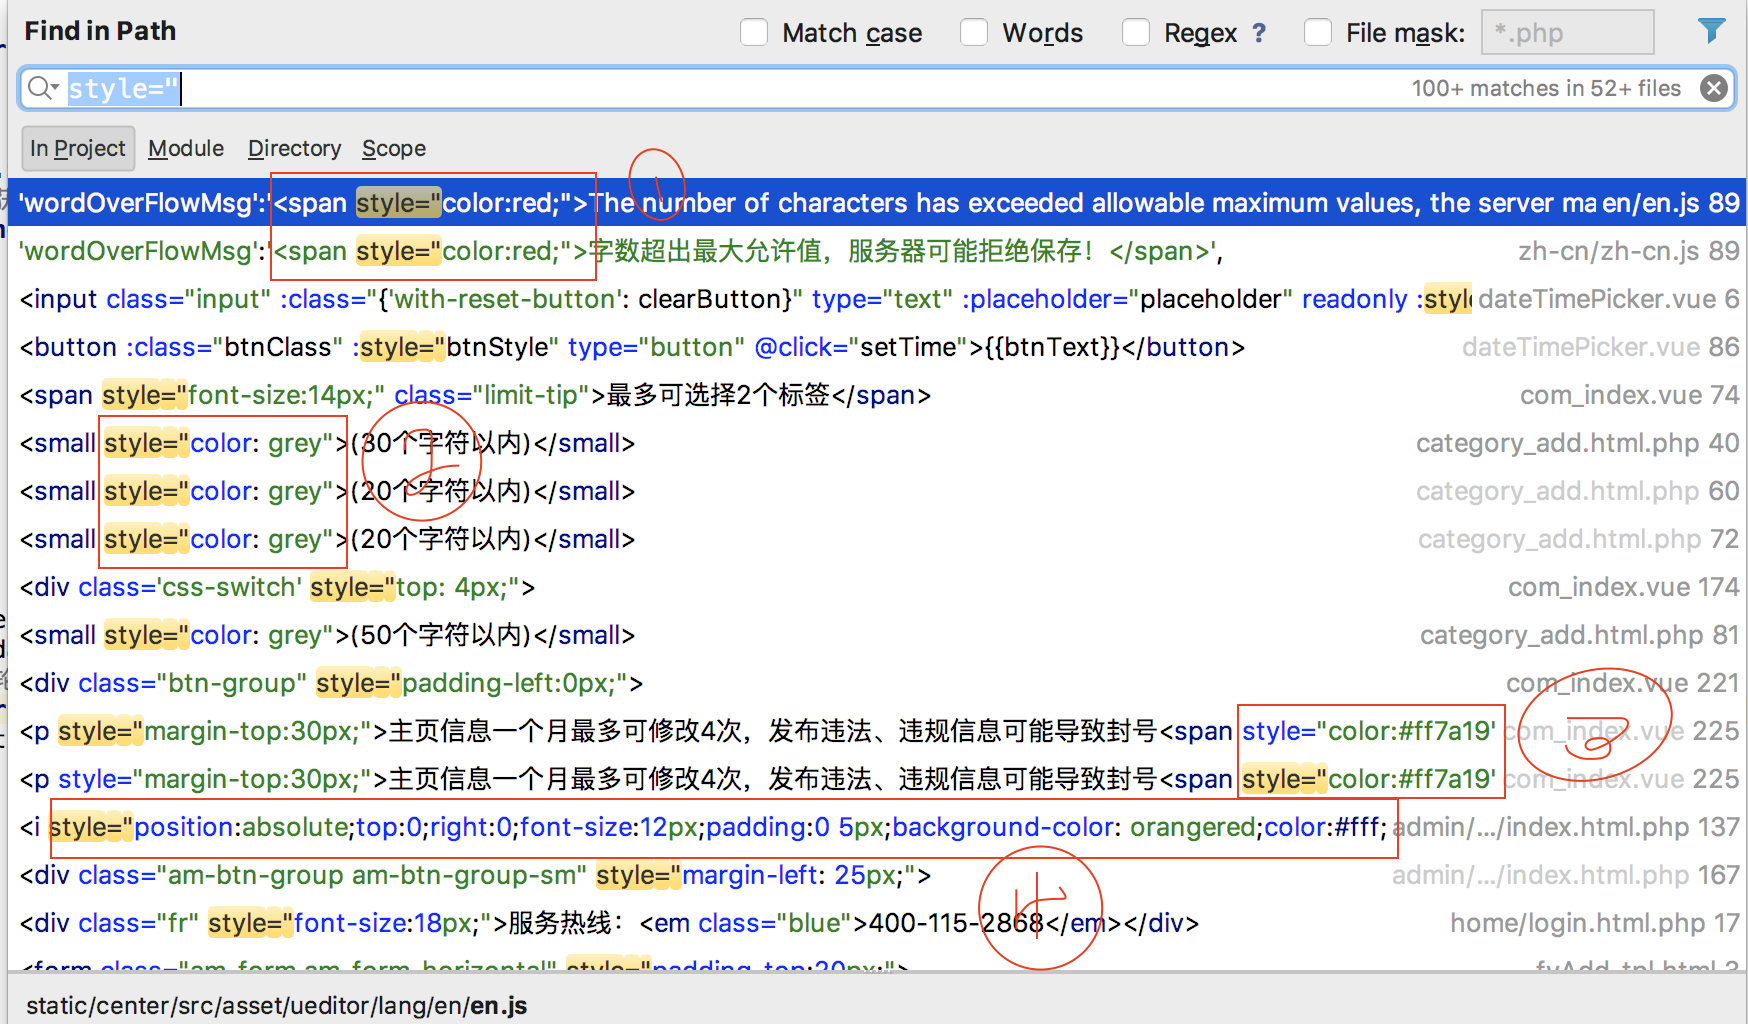 Find in Path
Match case
Words
Regex ?
File mask:
*.php
style="
100+ matches in 52+ files
In Project
Module
Directory
Scope
1
'wordOverFlowMsg':'<span style="color:red;">The number of characters has exceeded allowable maximum values, the server ma en/en.js 89
'wordOverFlowMsg':'<span style="color:red;">字数超出最大允许值，服务器可能拒绝保存！</span>', zh-cn/zh-cn.js 89
<input class="input" :class="{'with-reset-button': clearButton}" type="text" :placeholder="placeholder" readonly :styl dateTimePicker.vue 6
<button :class="btnClass" :style="btnStyle" type="button" @click="setTime">{{btnText}}</button> dateTimePicker.vue 86
<span style="font-size:14px;" class="limit-tip">最多可选择2个标签</span> com_index.vue 74
<small style="color: grey">(30个字符以内)</small> category_add.html.php 40
2
<small style="color: grey">(20个字符以内)</small> category_add.html.php 60
<small style="color: grey">(20个字符以内)</small> category_add.html.php 72
<div class='css-switch' style="top: 4px;"> com_index.vue 174
<small style="color: grey">(50个字符以内)</small> category_add.html.php 81
<div class="btn-group" style="padding-left:0px;"> com_index.vue 221
<p style="margin-top:30px;">主页信息一个月最多可修改4次，发布违法、违规信息可能导致封号<span style="color:#ff7a19' com_index.vue 225
3
<p style="margin-top:30px;">主页信息一个月最多可修改4次，发布违法、违规信息可能导致封号<span style="color:#ff7a19' com_index.vue 225
<i style="position:absolute;top:0;right:0;font-size:12px;padding:0 5px;background-color: orangered;color:#fff; admin/.../index.html.php 137
<div class="am-btn-group am-btn-group-sm" style="margin-left: 25px;"> admin/.../index.html.php 167
4
<div class="fr" style="font-size:18px;">服务热线：<em class="blue">400-115-2868</em></div> home/login.html.php 17
<form class="am-form am-form-horizontal" style="padding-top:20px;">
static/center/src/asset/ueditor/lang/en/en.js